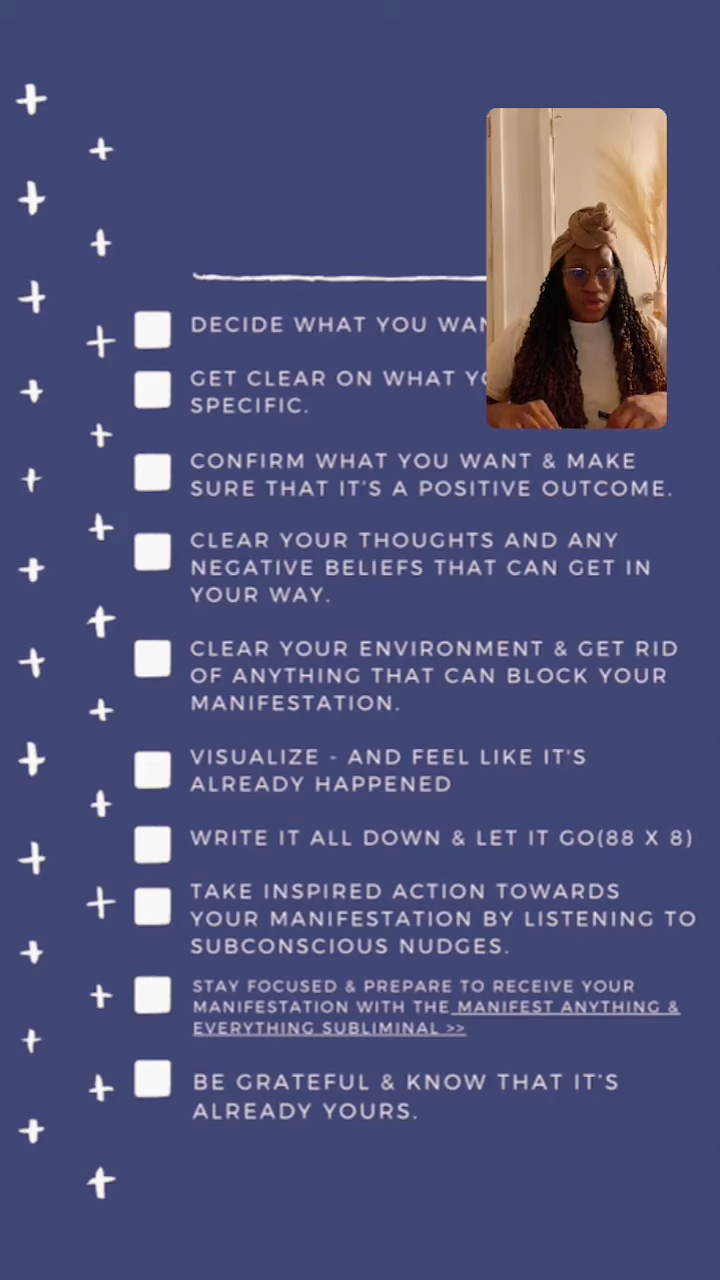 DECIDE WHAT YOU
GET CLEAR ON WHAT
SPECIFIC.
CONFIRM WHAT YOU WANT & MAKE
SURE THAT IT'S A POSITIVE OUTCOME.
CLEAR YOUR THOUGHTS AND ANY
NEGATIVE BELIEFS THAT CAN GET IN
YOUR WAY.
CLEAR YOUR ENVIRONMENT & GET RID
OF ANYTHING THAT CAN BLOCK YOUR
MANIFESTATION.
VISUALIZE - AND FEEL LIKE IT'S
ALREADY HAPPENED
WRITE IT ALL DOWN & LET IT GO(88 X 8)
TAKE INSPIRED ACTION TOWARDS
YOUR MANIFESTATION BY LISTENING TO
SUBCONSCIOUS NUDGES.
STAY FOCUSED & PREPARE TO RECEIVE YOUR
MANIFESTATION WITH THE MANIFEST ANYTHING &
EVERYTHING SUBLIMINAL >>
BE GRATEFUL & KNOW THAT IT'S
ALREADY YOURS.